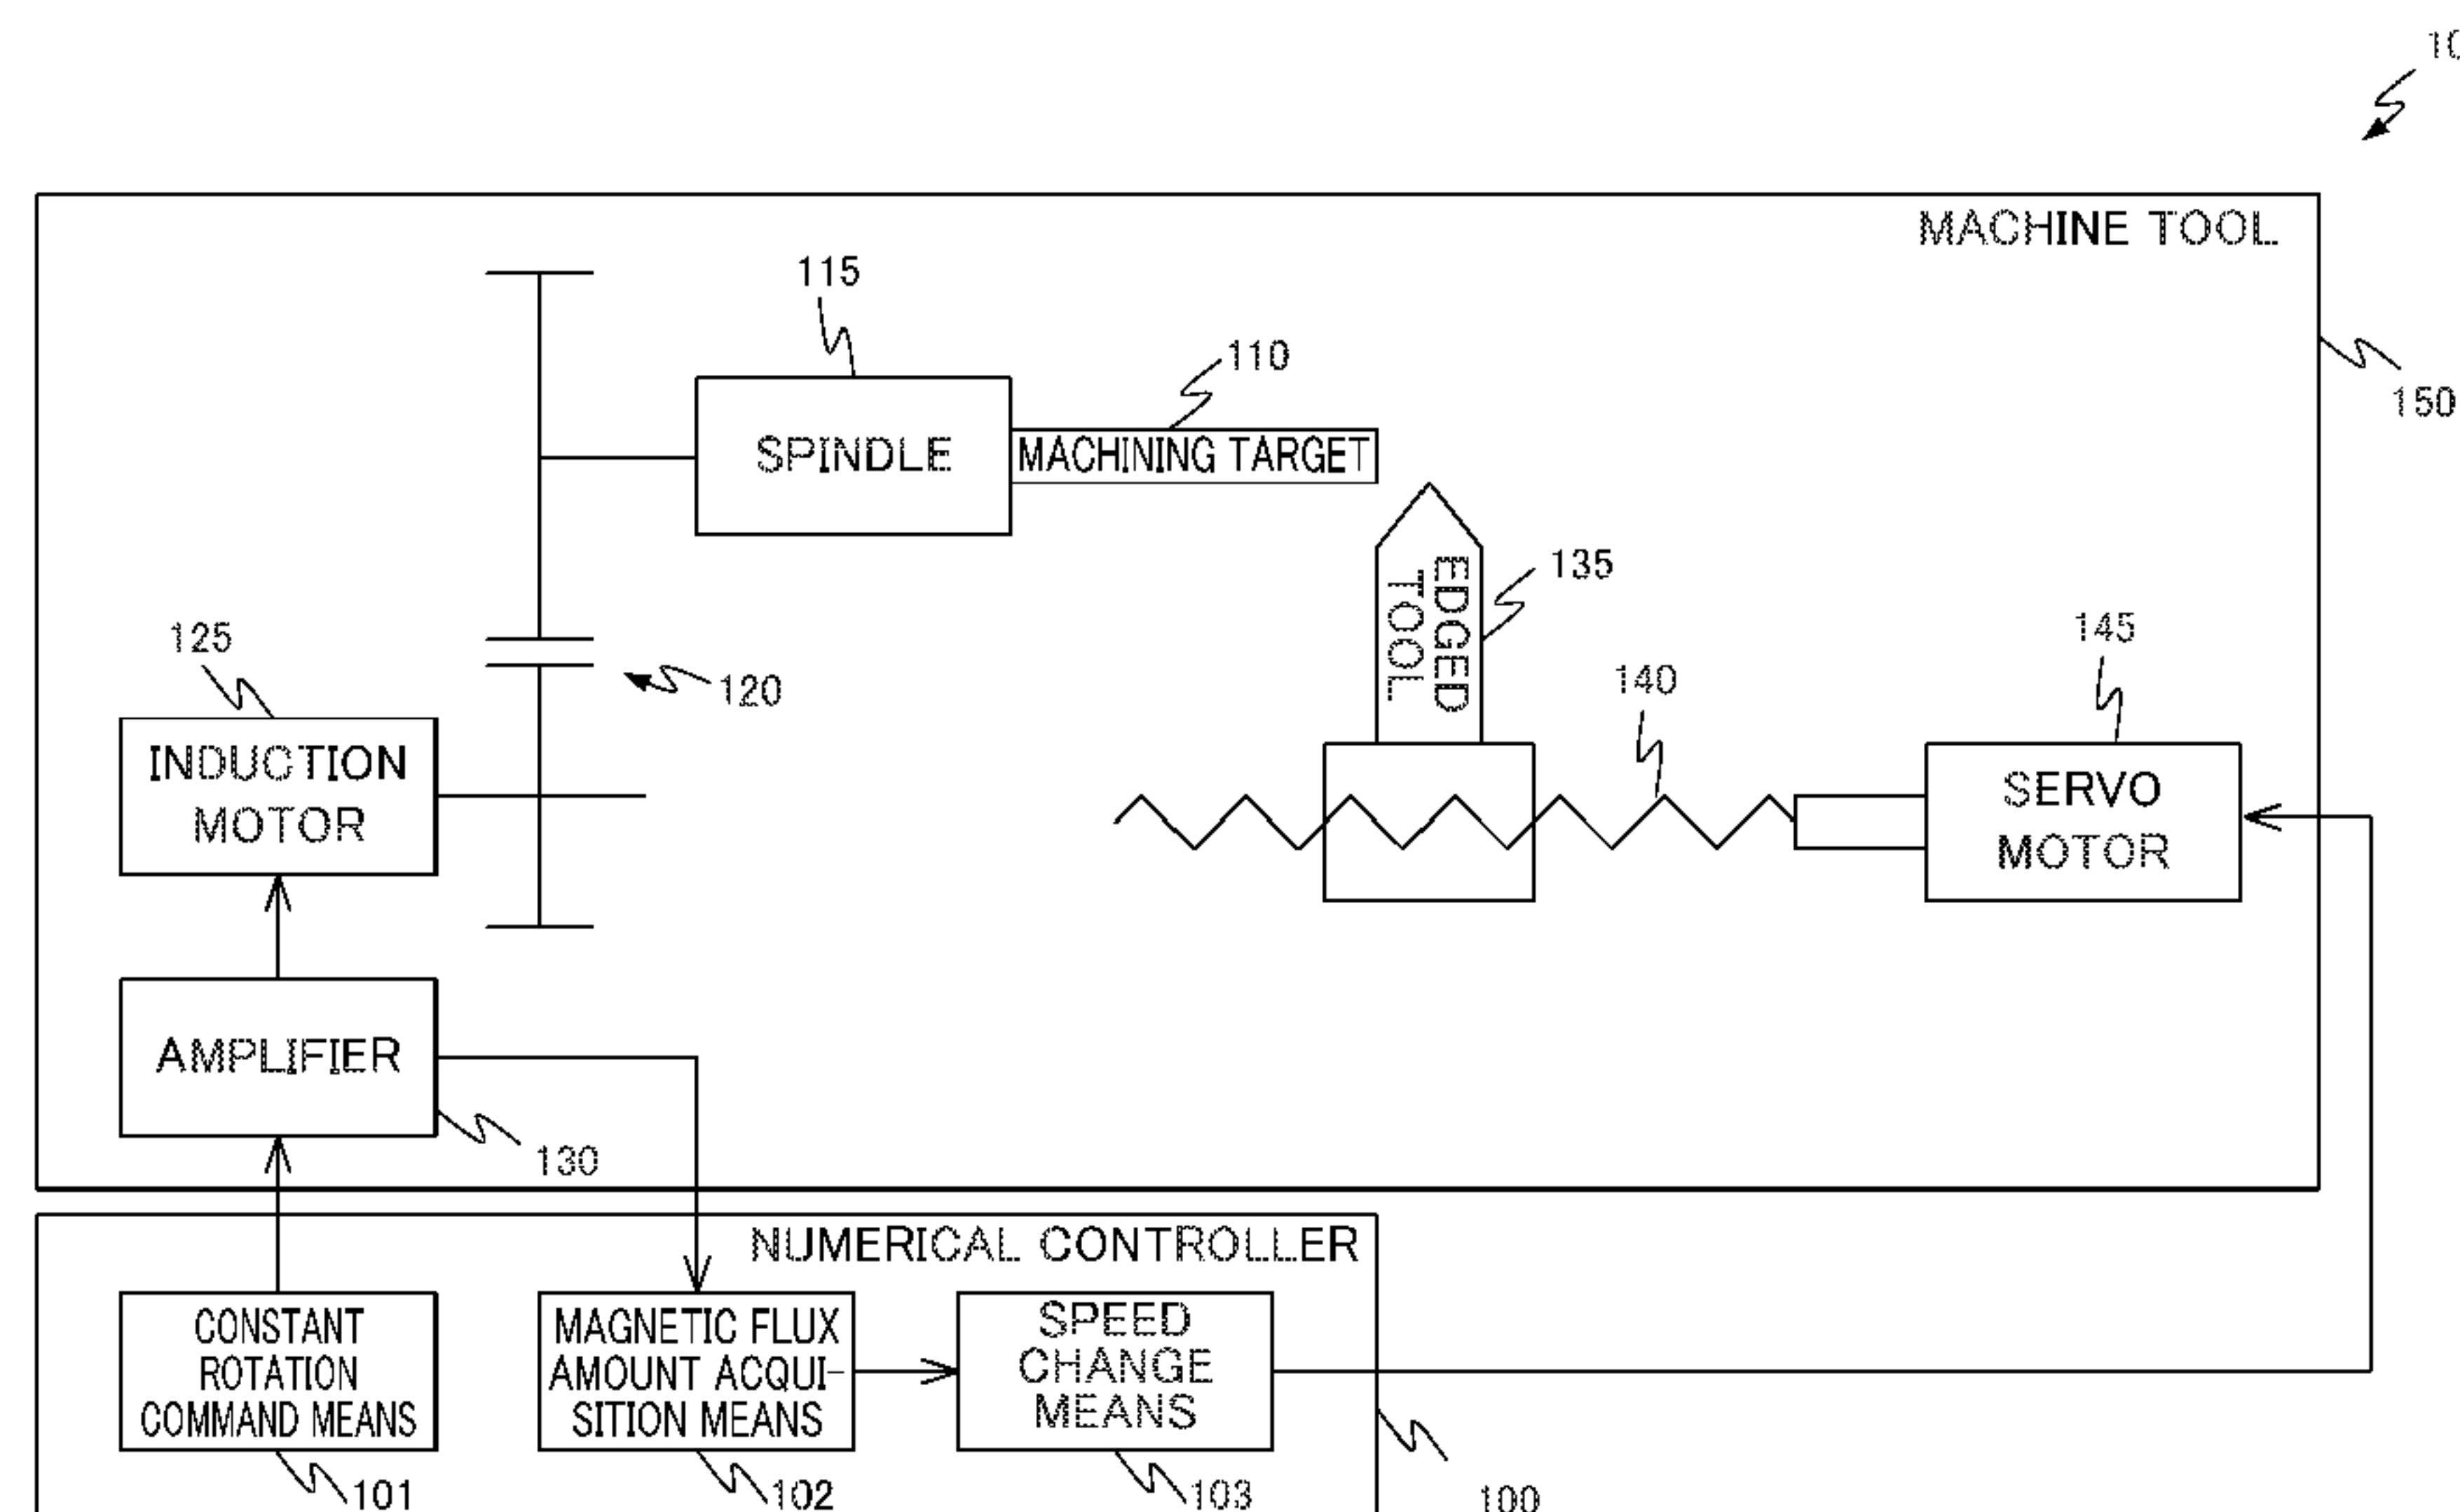 MACHINE TOOL
115
110
150
SPINDLE
MACHINING TARGET
135
EDGED
TOOL
125
120
140
145
INDUCTION
MOTOR
SERVO
MOTOR
AMPLIFIER
130
NUMERICAL CONTROLLER
CONSTANT
ROTATION
COMMAND MEANS
MAGNETIC FLUX
AMOUNT ACQUI-
SITION MEANS
SPEED
CHANGE
MEANS
101
102
103
100